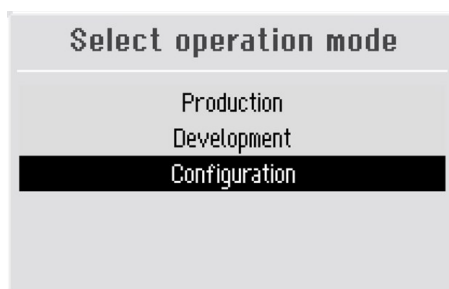 Select operation mode
Production
Development
Configuration